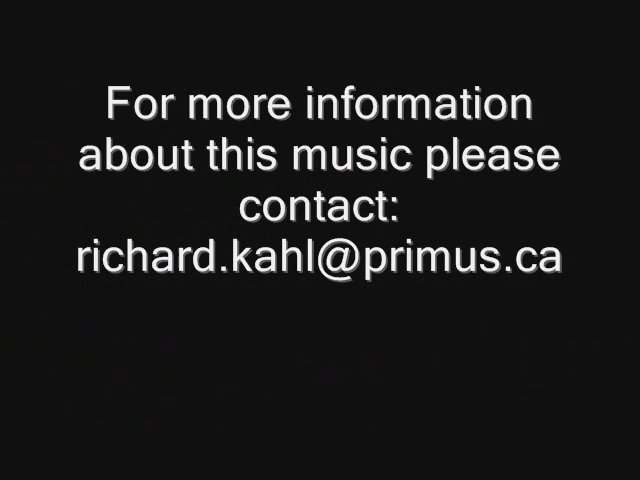 For more information
about this music please
contact:
richard.kahl@primus.ca